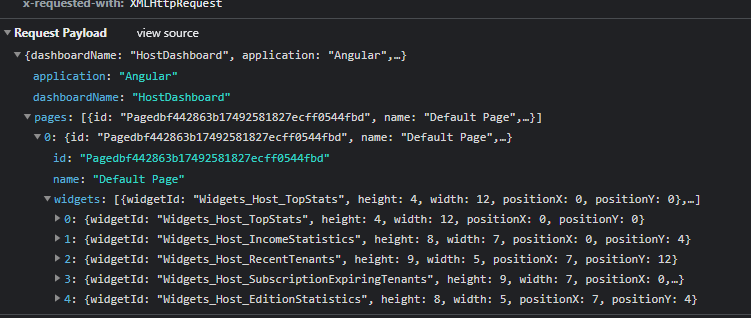 x-requested-with: XMLHttpRequest
▼ Request Payload view source
▼ {dashboardName: "HostDashboard", application: "Angular",…}
application: "Angular"
dashboardName: "HostDashboard"
▼ pages: [{id: "Pagedbf442863b17492581827ecff0544fbd", name: "Default Page",…}]
▼ 0: {id: "Pagedbf442863b17492581827ecff0544fbd", name: "Default Page",…}
id: "Pagedbf442863b17492581827ecff0544fbd"
name: "Default Page"
▼ widgets: [{widgetId: "Widgets_Host_TopStats", height: 4, width: 12, positionX: 0, positionY: 0},…]
▶ 0: {widgetId: "Widgets_Host_TopStats", height: 4, width: 12, positionX: 0, positionY: 0}
▶ 1: {widgetId: "Widgets_Host_IncomeStatistics", height: 8, width: 7, positionX: 0, positionY: 4}
▶ 2: {widgetId: "Widgets_Host_RecentTenants", height: 9, width: 5, positionX: 7, positionY: 12}
▶ 3: {widgetId: "Widgets_Host_SubscriptionExpiringTenants", height: 9, width: 7, positionX: 0,…}
▶ 4: {widgetId: "Widgets_Host_EditionStatistics", height: 8, width: 5, positionX: 7, positionY: 4}